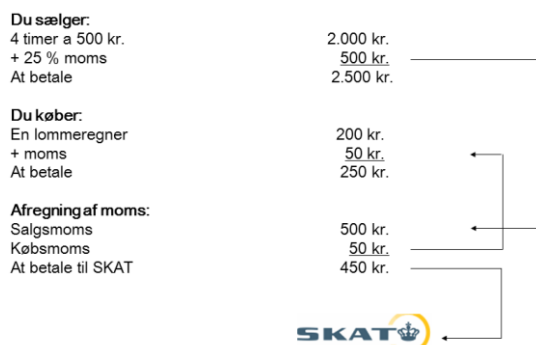 Du sælger:
4 timer a 500 kr. 2.000 kr.
+ 25 % moms 500 kr.
At betale 2.500 kr.
Du køber:
En lommeregner 200 kr.
+ moms 50 kr.
At betale 250 kr.
Afregning af moms:
Salgsmoms 500 kr.
Købsmoms 50 kr.
At betale til SKAT 450 kr.
SKAT